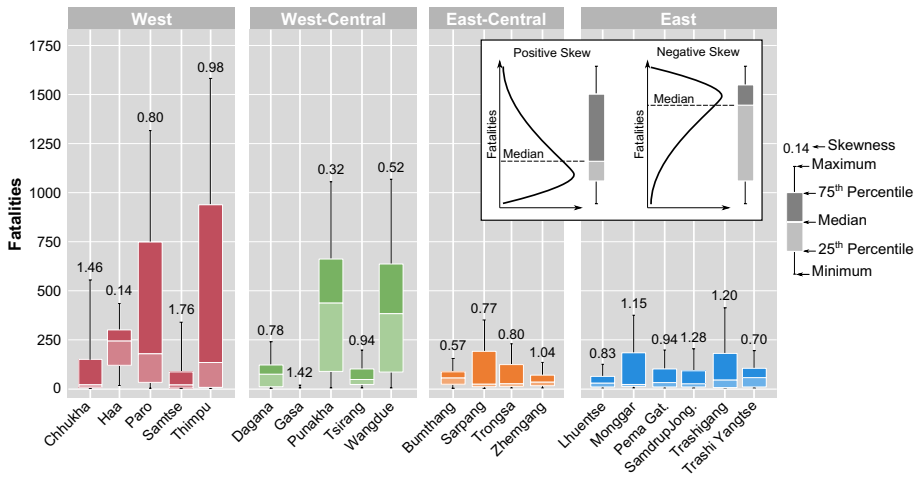 West
West-Central
East-Central
East
Fatalities
1750
1500
1250
1000
750
500
250
0
1.46
0.14
0.80
1.76
0.98
0.78
1.42
0.32
0.94
0.52
0.57
0.77
0.80
1.04
0.83
1.15
0.94
1.28
1.20
0.70
Chhukha
Haa
Paro
Samtse
Thimpu
Dagana
Gasa
Punakha
Tsirang
Wangdue
Bumthang
Sarpang
Trongsa
Zhemgang
Lhuentse
Monggar
Pema Gat.
SamdrupJong.
Trashigang
Trashi Yangtse
Positive Skew
Fatalities
Median
Negative Skew
Fatalities
Median
0.14 Skewness
Maximum
75th Percentile
Median
25th Percentile
Minimum